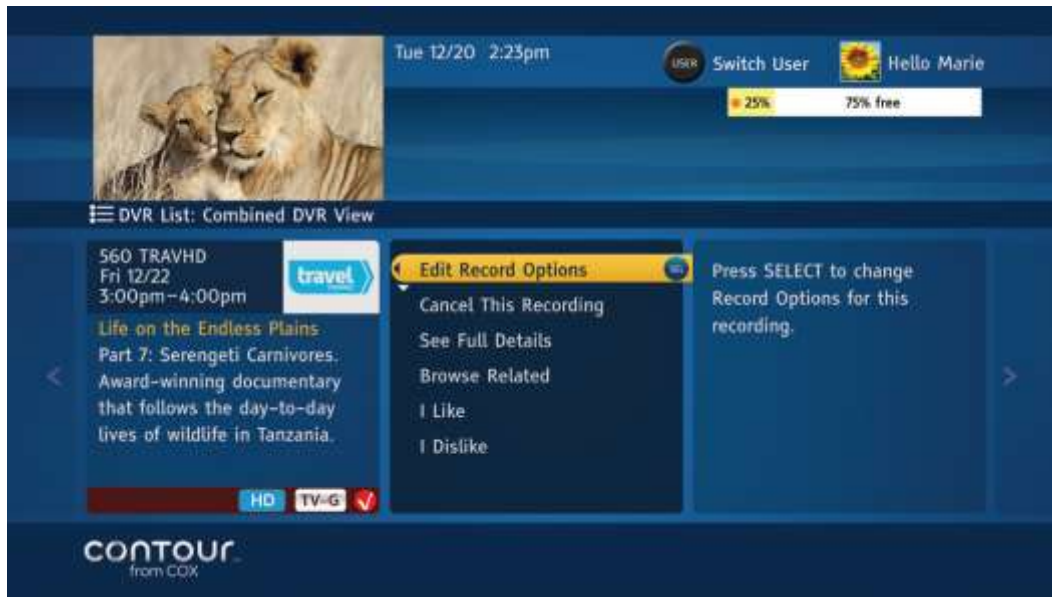 Tue 12/20 2:23pm
USER Switch User
Hello Marie
25% 75% free
DVR List: Combined DVR View
560 TRAVHD
Fri 12/22
3:00pm-4:00pm
travel
Life on the Endless Plains
Part 7: Serengeti Carnivores.
Award-winning documentary
that follows the day-to-day
lives of wildlife in Tanzania.
HD TV-G
Edit Record Options
Cancel This Recording
See Full Details
Browse Related
I Like
I Dislike
Press SELECT to change
Record Options for this
recording.
contour
from COX